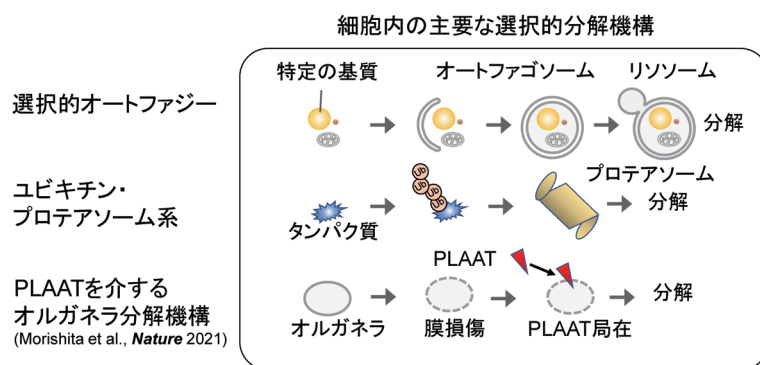 細胞内の主要な選択的分解機構
選択的オートファジー
特定の基質
オートファゴソーム
リソソーム
分解
ユビキチン・
プロテアソーム系
Ub
Ub
Ub
Ub
タンパク質
プロテアソーム
分解
PLAATを介する
オルガネラ分解機構
(Morishita et al., Nature 2021)
オルガネラ
膜損傷
PLAAT
PLAAT局在
分解